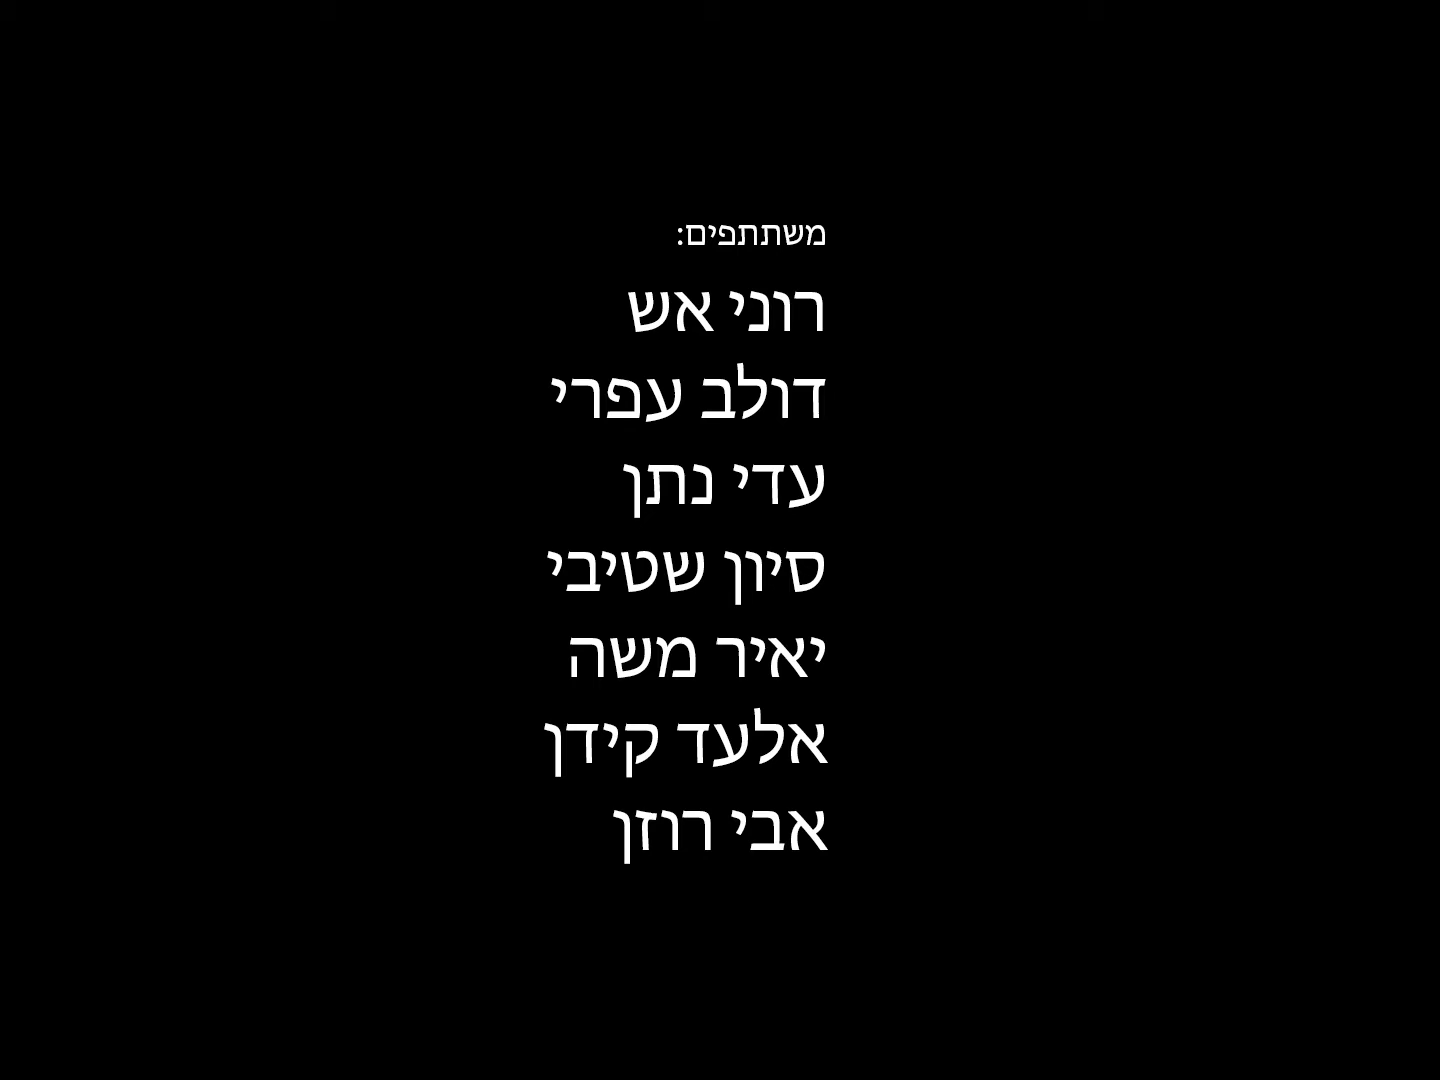 משתתפים:
רוני אש
דולב עפרי
עדי נתן
סיון שטיבי
יאיר משה
אלעד קידן
אבי רוזן